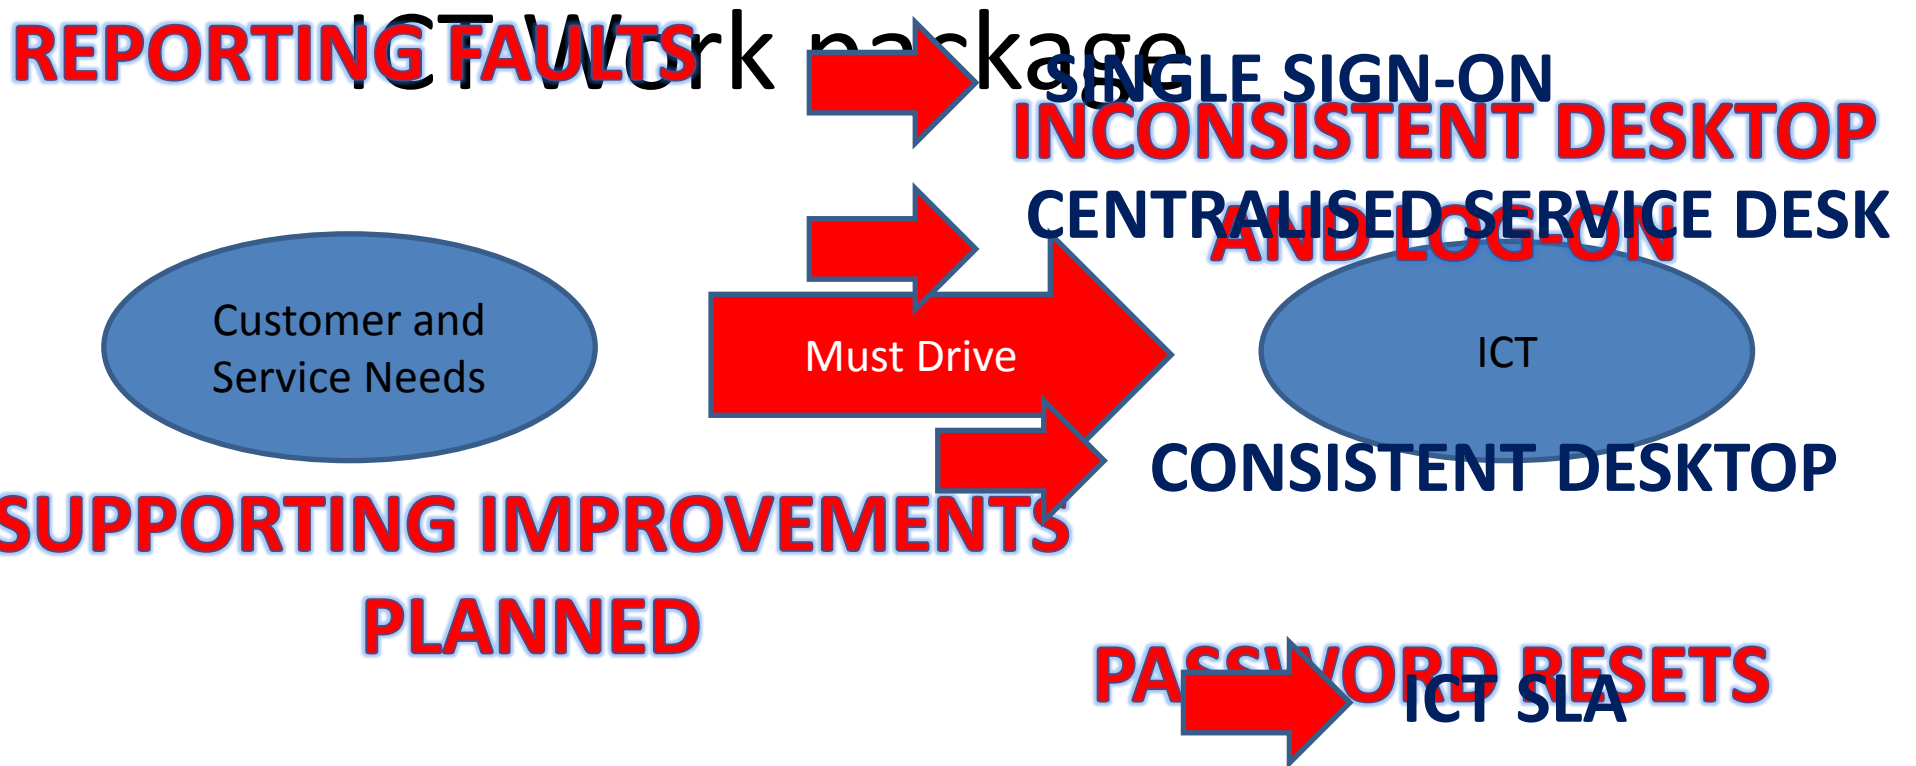 ICT Work package
REPORTING FAULTS
SINGLE SIGN-ON
INCONSISTENT DESKTOP
AND LOG-ON
CENTRALISED SERVICE DESK
Customer and
Service Needs
Must Drive
ICT
CONSISTENT DESKTOP
SUPPORTING IMPROVEMENTS
PLANNED
PASSWORD RESETS
ICT SLA